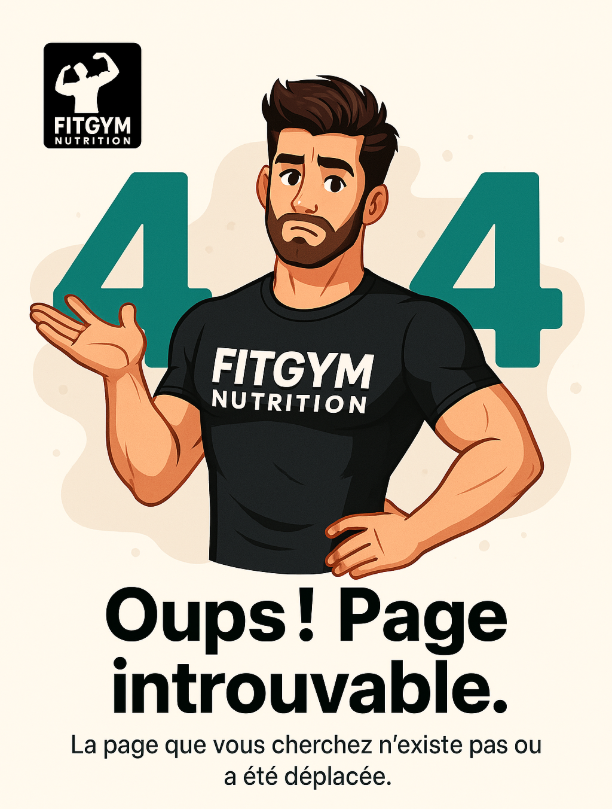 FITGYM
NUTRITION
4 4
FITGYM
NUTRITION
Oups ! Page
introuvable.
La page que vous cherchez n’existe pas ou
a été déplacée.